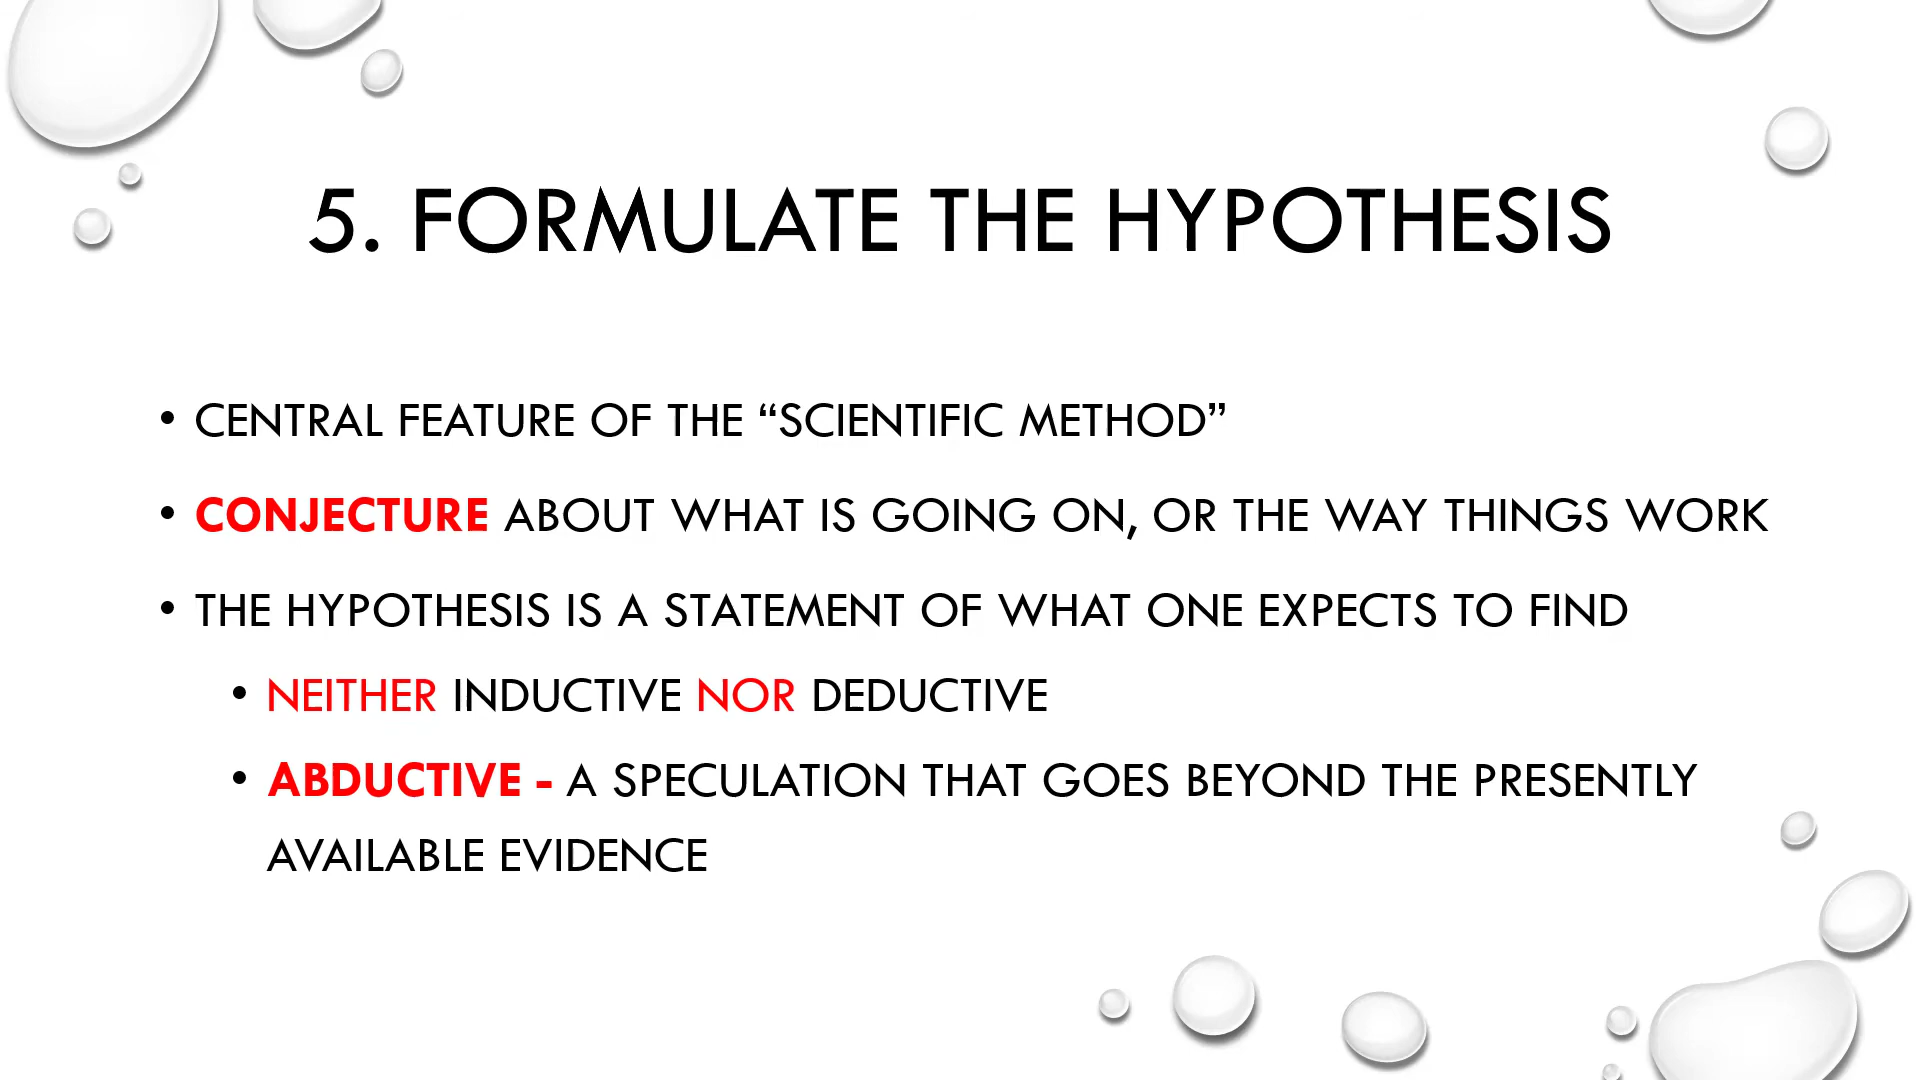 5. FORMULATE THE HYPOTHESIS
• CENTRAL FEATURE OF THE “SCIENTIFIC METHOD”
• CONJECTURE ABOUT WHAT IS GOING ON, OR THE WAY THINGS WORK
• THE HYPOTHESIS IS A STATEMENT OF WHAT ONE EXPECTS TO FIND
• NEITHER INDUCTIVE NOR DEDUCTIVE
• ABDUCTIVE - A SPECULATION THAT GOES BEYOND THE PRESENTLY
AVAILABLE EVIDENCE